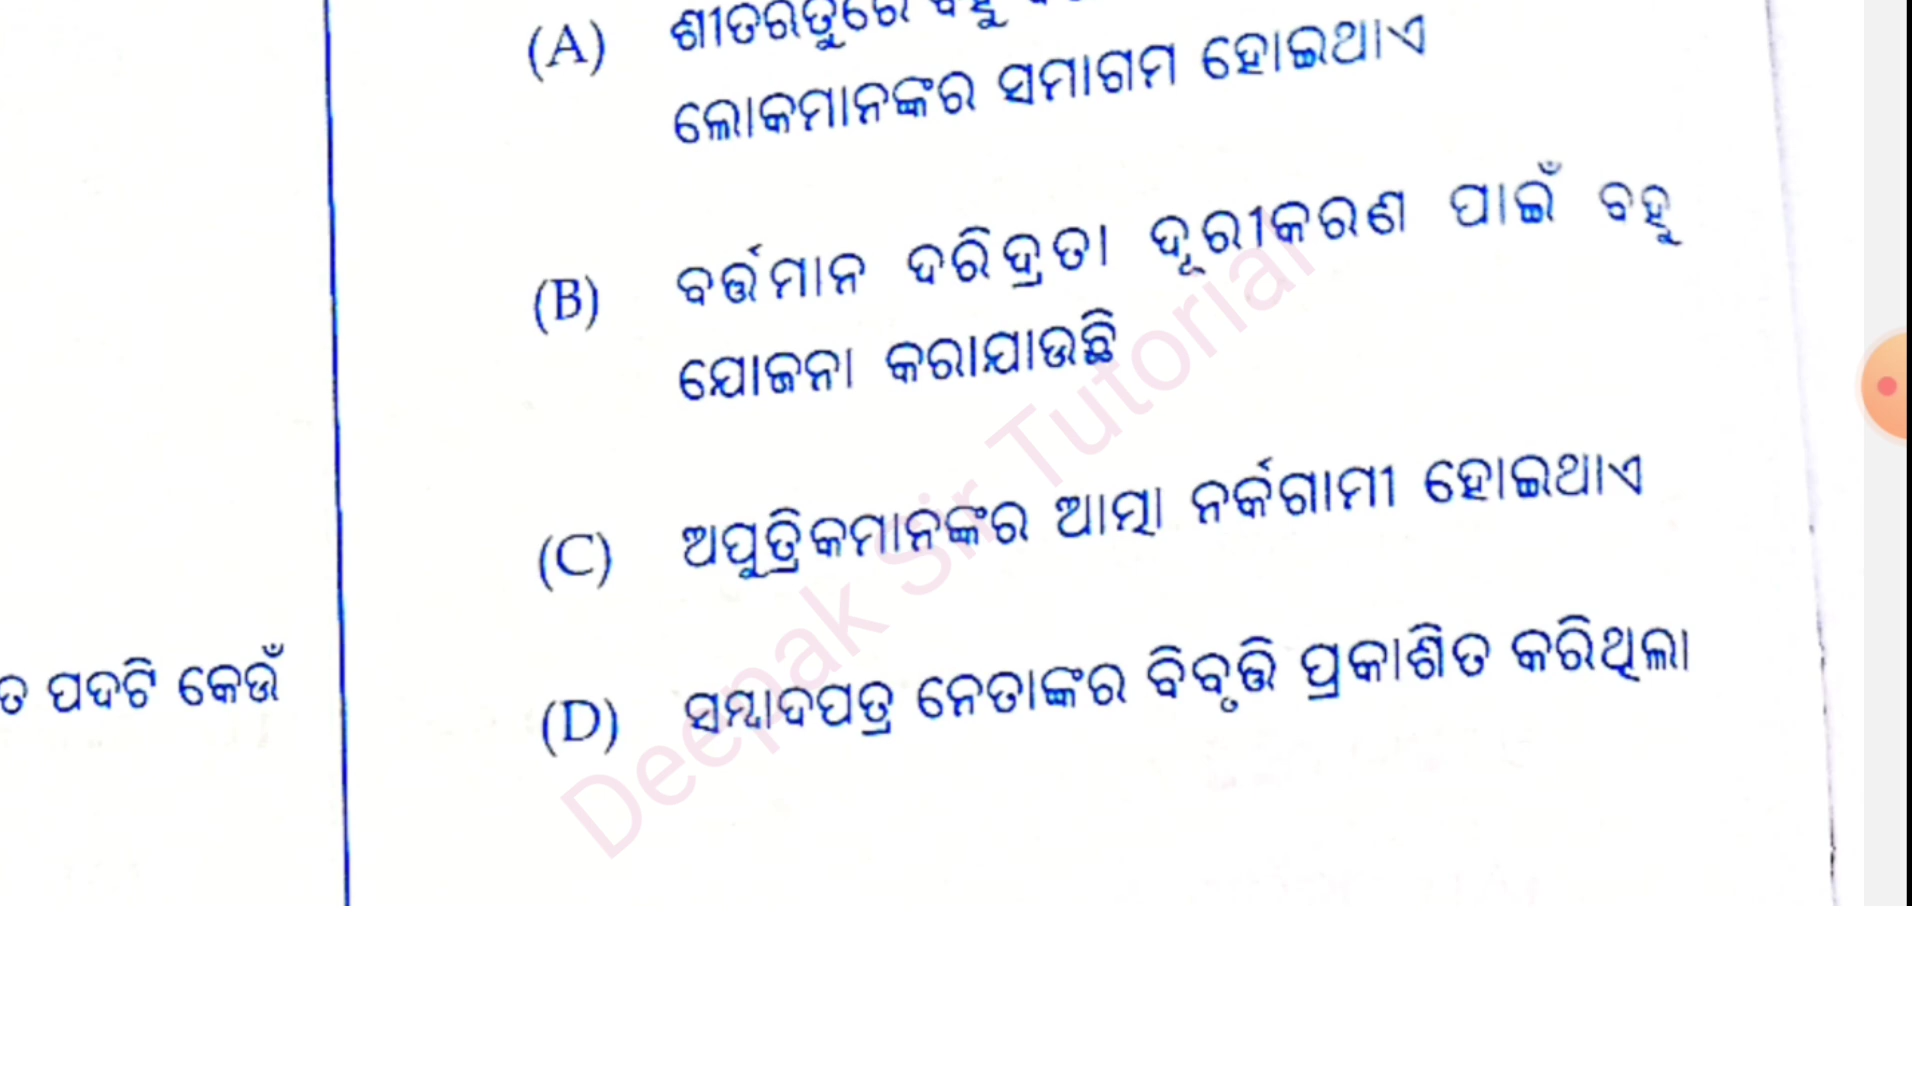 ତ ପଦଟି କେଉଁ
(A) ଶୀତଋତୁରେ ବହୁ
ଲୋକମାନଙ୍କର ସମାଗମ ହୋଇଥାଏ
(B) ବର୍ତ୍ତମାନ ଦରିଦ୍ରତା ଦୂରୀକରଣ ପାଇଁ ବହୁ
ଯୋଜନା କରାଯାଉଛି
(C) ଅପୁତ୍ରିକମାନଙ୍କର ଆତ୍ମା ନର୍କଗାମୀ ହୋଇଥାଏ
(D) ସମ୍ବାଦପତ୍ର ନେତାଙ୍କର ବିବୃତ୍ତି ପ୍ରକାଶିତ କରିଥିଲା
Deepak Sir Tutorial